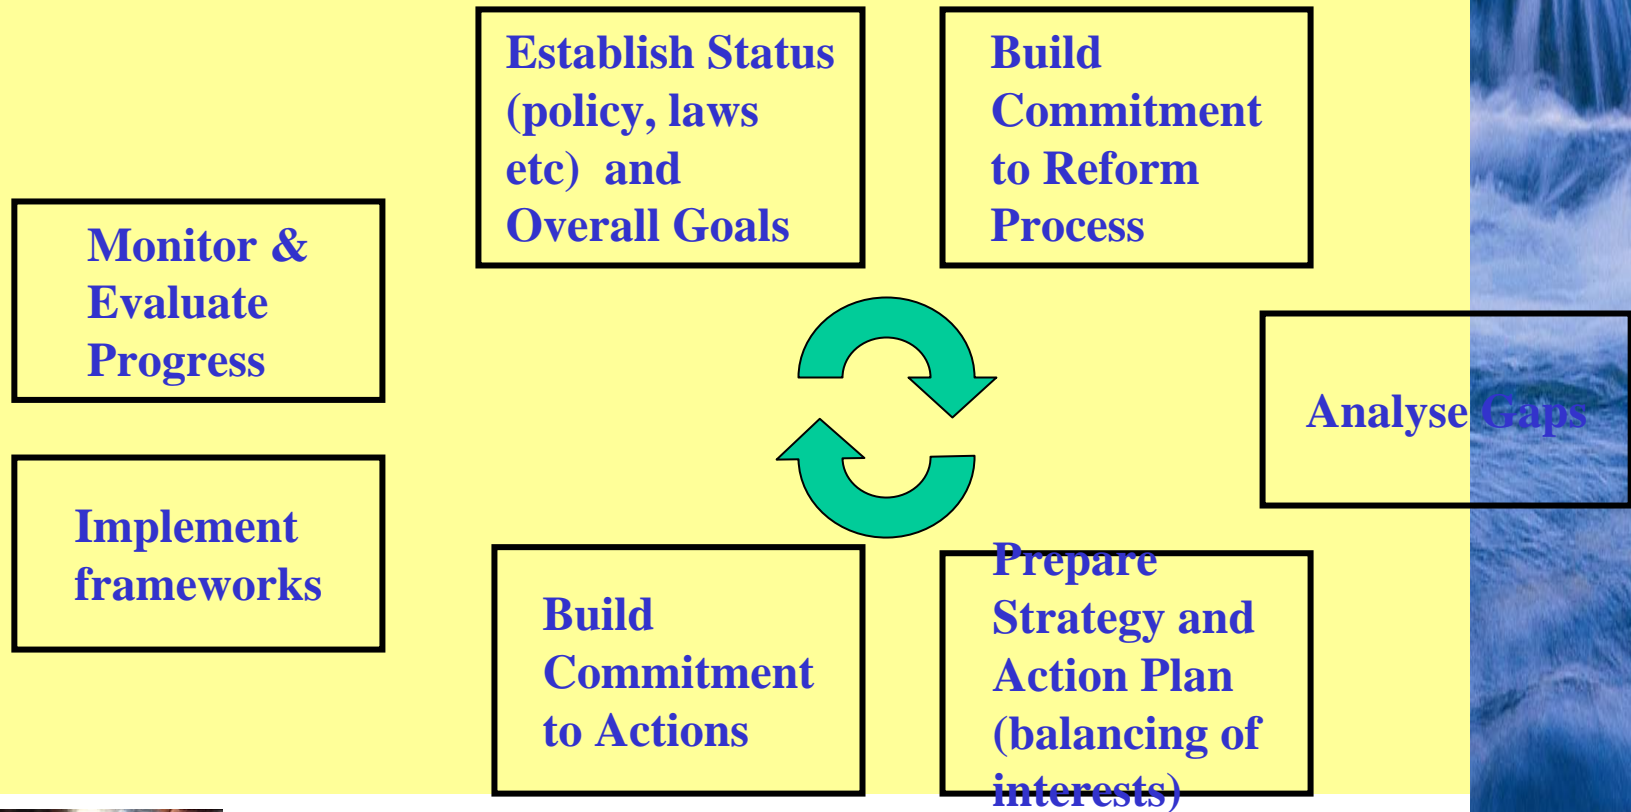 Establish Status
(policy, laws
etc) and
Overall Goals
Build
Commitment
to Reform
Process
Analyse Gaps
Prepare
Strategy and
Action Plan
(balancing of
interests)
Build
Commitment
to Actions
Implement
frameworks
Monitor &
Evaluate
Progress